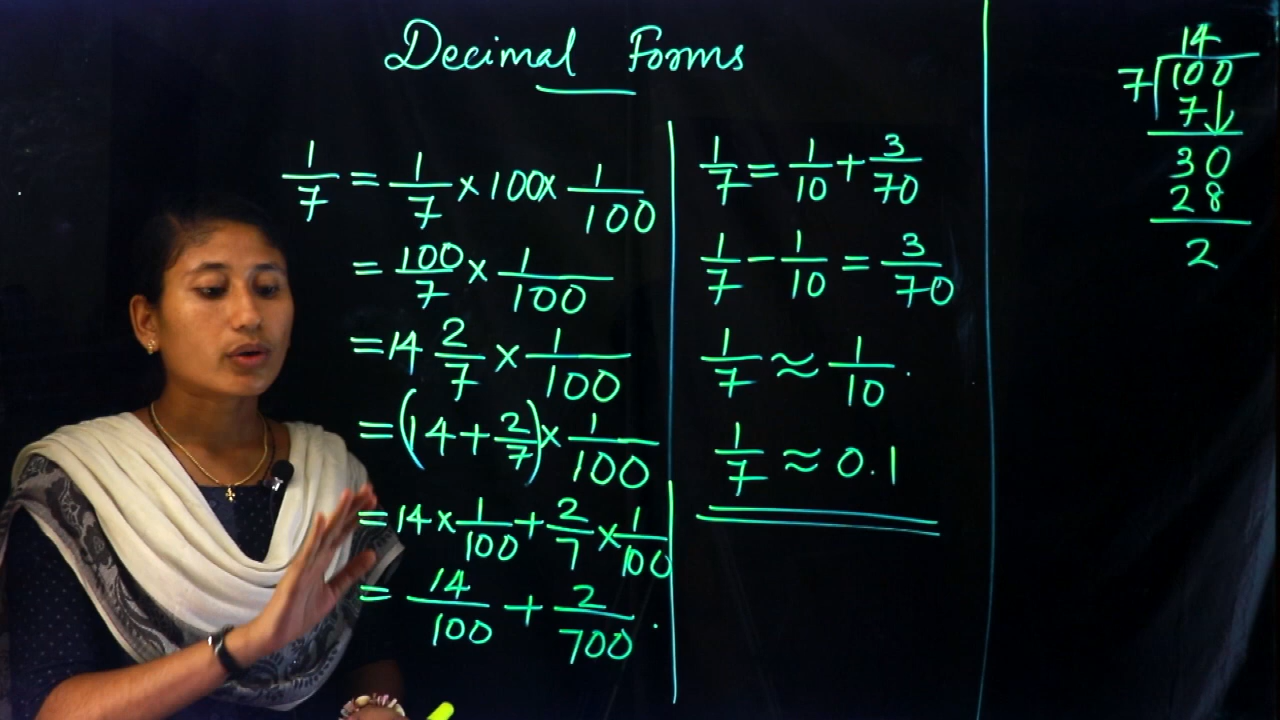 Decimal Forms
1/7 = 1/7 × 100 × 1/100
= 100/7 × 1/100
= 14 2/7 × 1/100
= (14 + 2/7) × 1/100
= 14 × 1/100 + 2/7 × 1/100
= 14/100 + 2/700 .
1/7 = 1/10 + 3/70
1/7 − 1/10 = 3/70
1/7 ≈ 1/10 .
1/7 ≈ 0.1
14
7 100
7 ↓
30
28
2